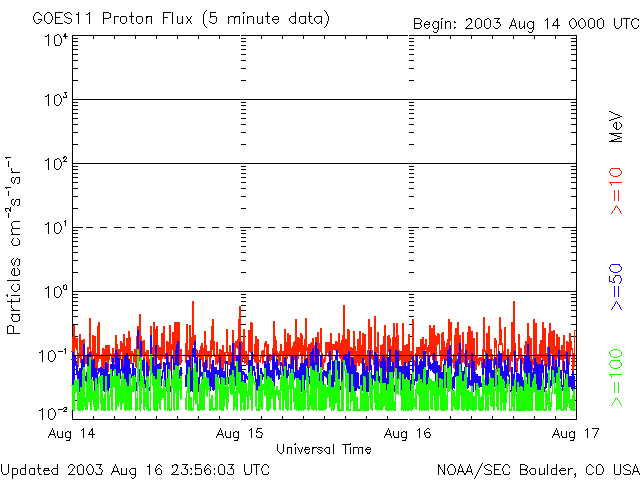 GOES11 Proton Flux (5 minute data)
Begin: 2003 Aug 14 0000 UTC
Particles cm⁻²s⁻¹sr⁻¹
10⁴
10³
10²
10¹
10⁰
10⁻¹
10⁻²
Aug 14
Aug 15
Aug 16
Aug 17
Universal Time
MeV
>=10
>=50
>=100
Updated 2003 Aug 16 23:56:03 UTC
NOAA/SEC Boulder, CO USA